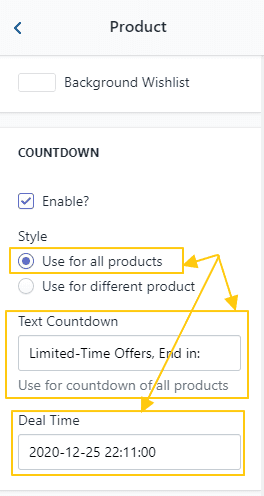 Product
Background Wishlist
COUNTDOWN
Enable?
Style
Use for all products
Use for different product
Text Countdown
Limited-Time Offers, End in:
Use for countdown of all products
Deal Time
2020-12-25 22:11:00